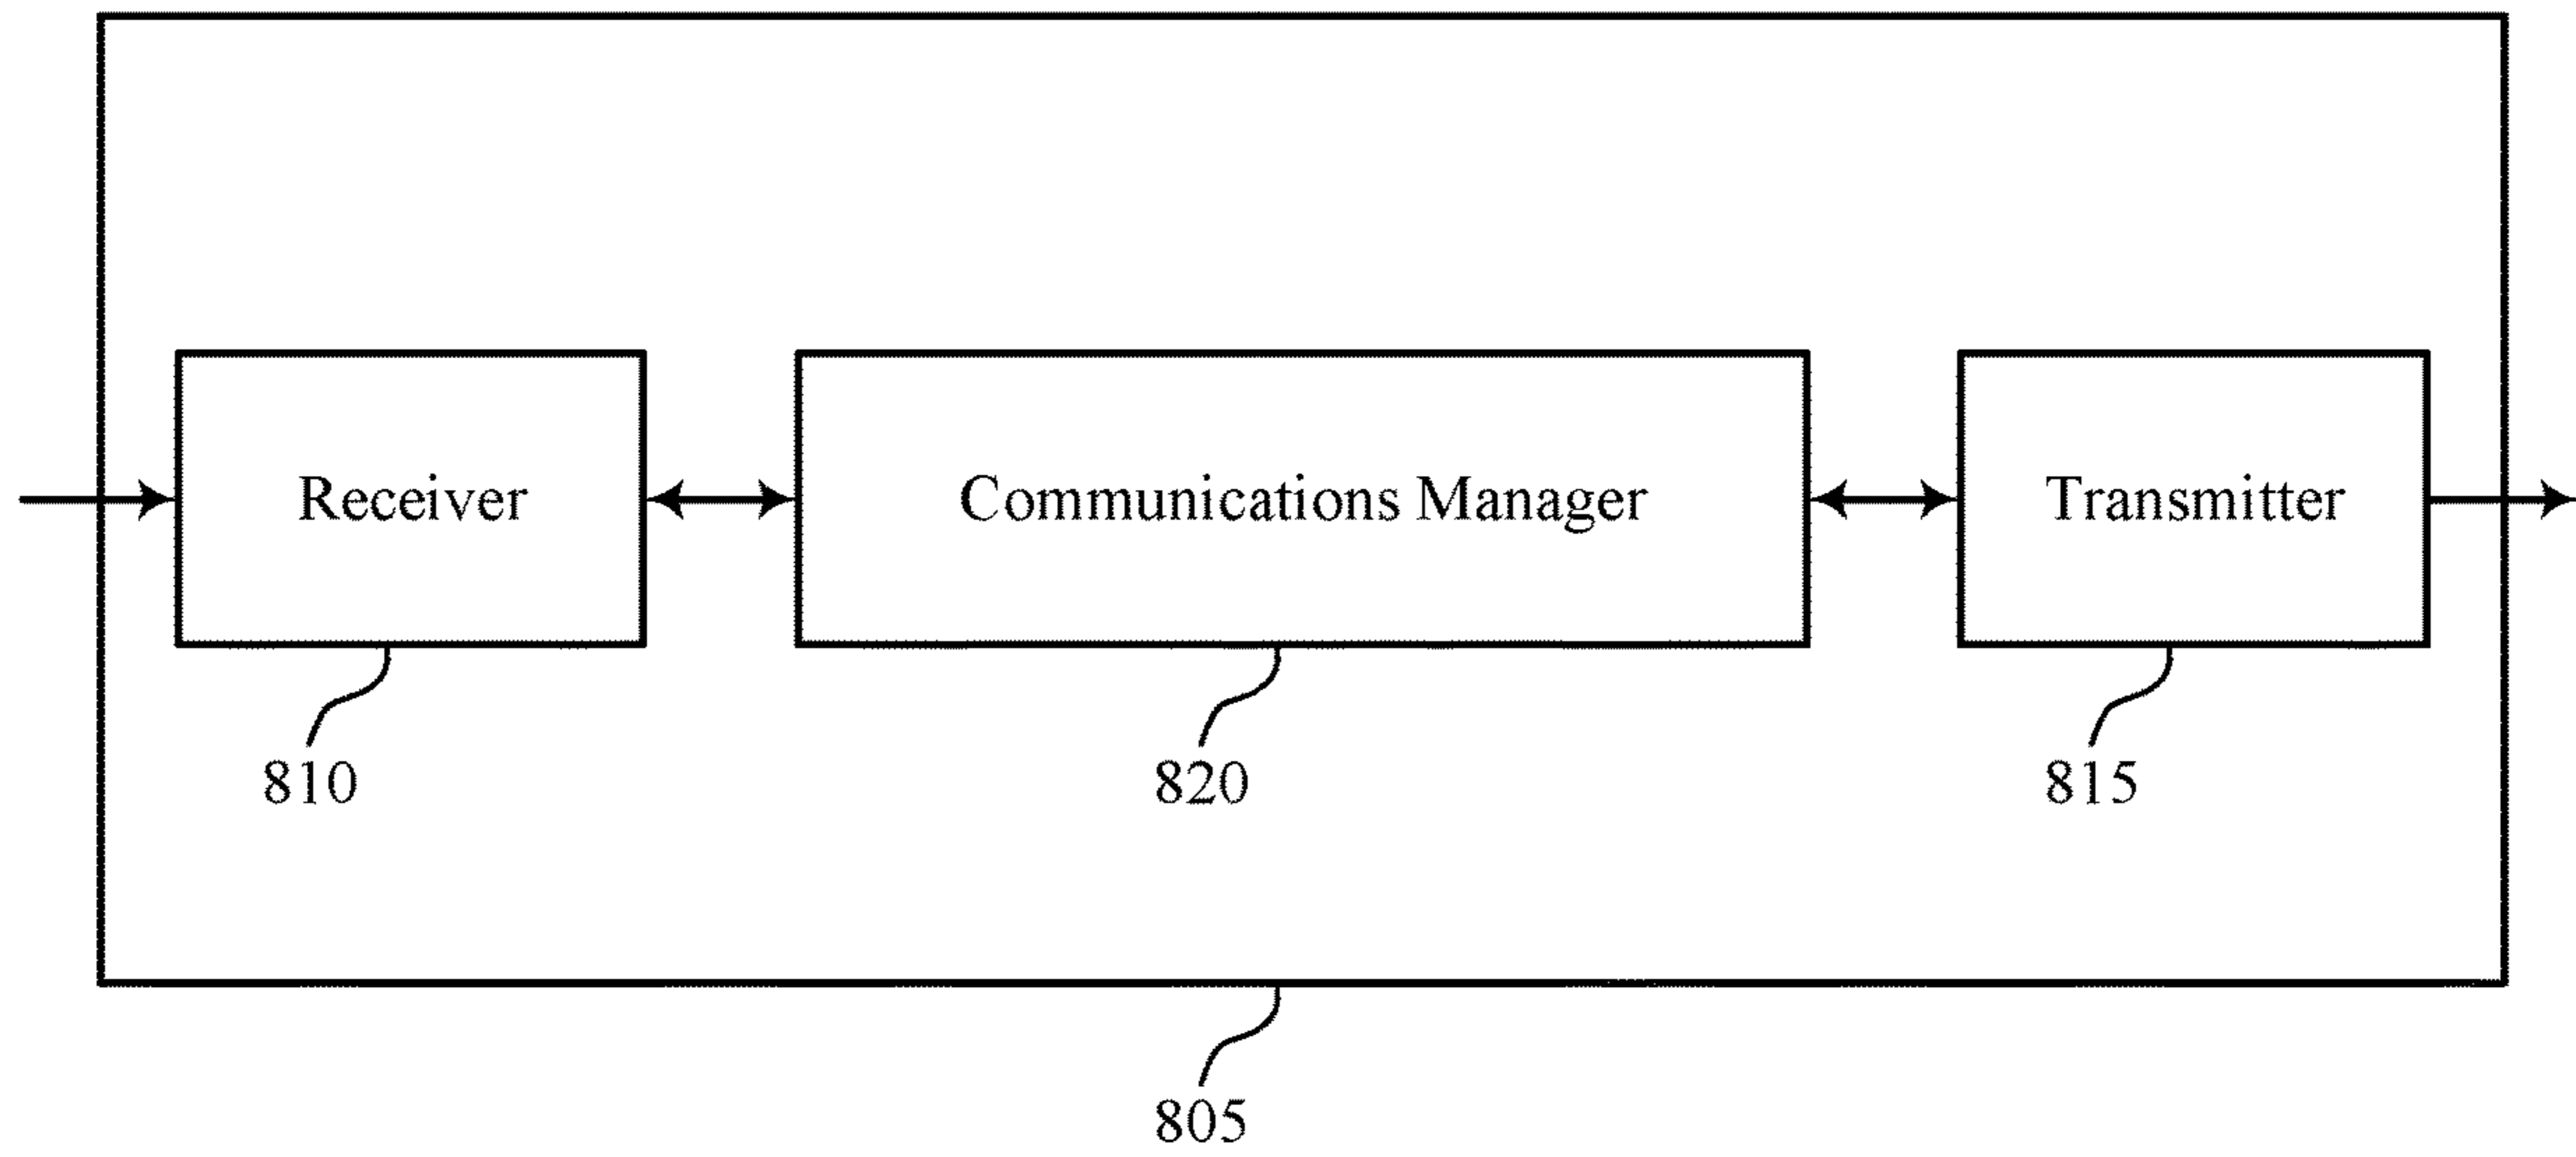 Receiver
Communications Manager
Transmitter
810
820
815
805